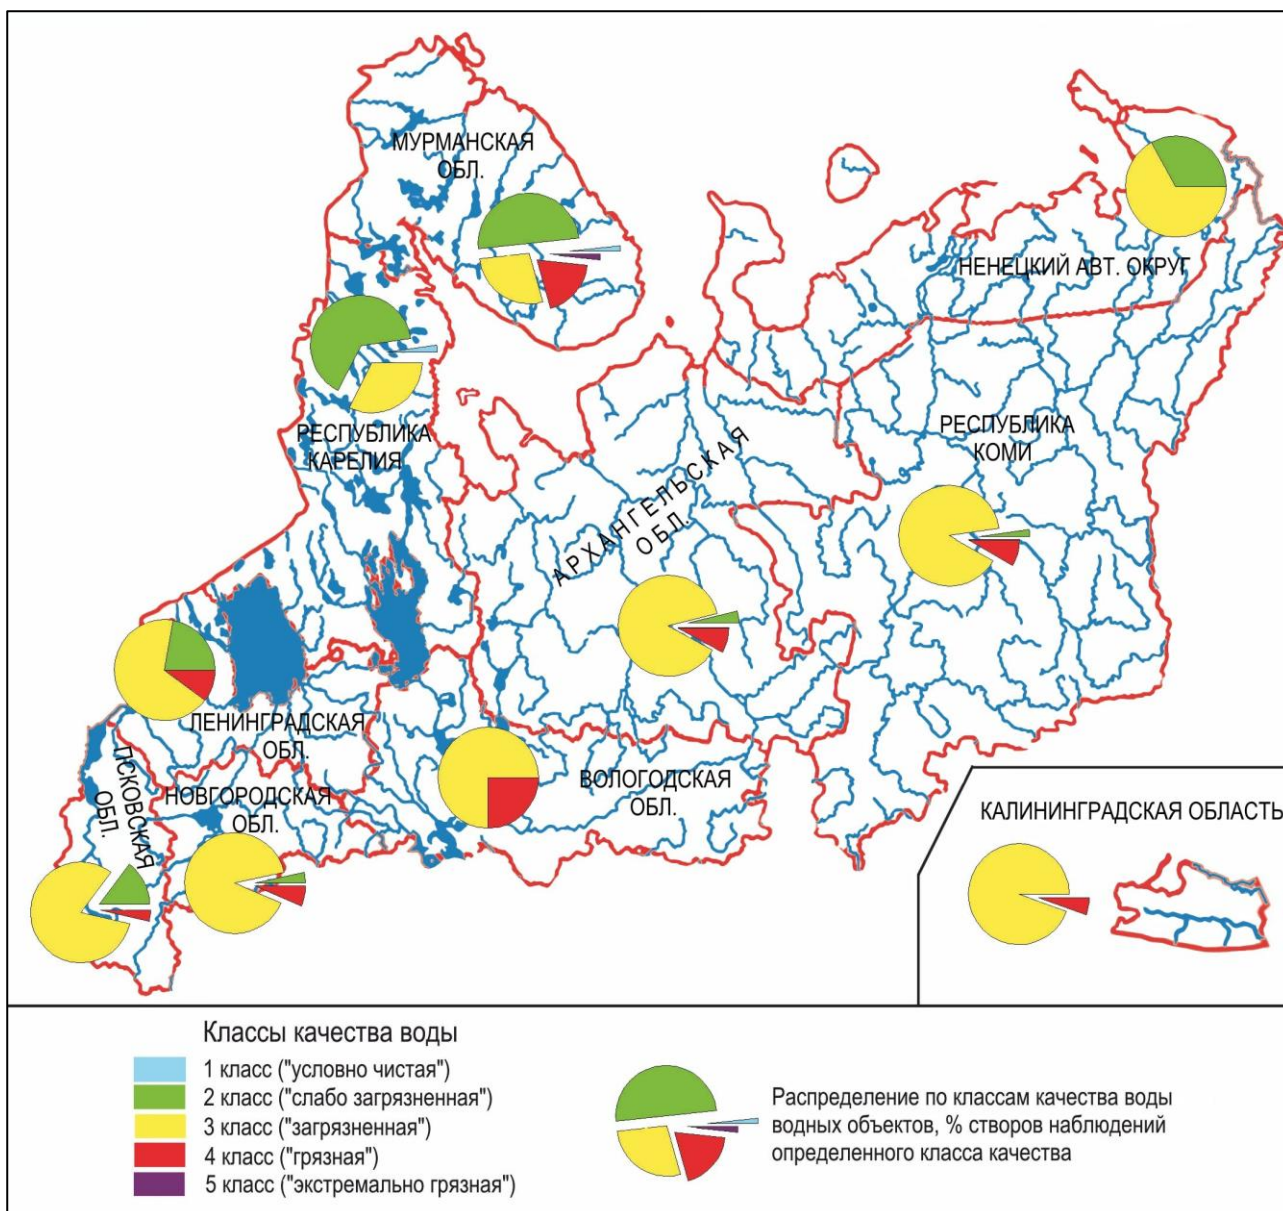 МУРМАНСКАЯ
ОБЛ.
НЕНЕЦКИЙ АВТ. ОКРУГ
РЕСПУБЛИКА
КАРЕЛИЯ
РЕСПУБЛИКА
КОМИ
АРХАНГЕЛЬСКАЯ
ОБЛ.
ЛЕНИНГРАДСКАЯ
ОБЛ.
ПСКОВСКАЯ
ОБЛ.
НОВГОРОДСКАЯ
ОБЛ.
ВОЛОГОДСКАЯ
ОБЛ.
КАЛИНИНГРАДСКАЯ ОБЛАСТЬ
Классы качества воды
1 класс ("условно чистая")
2 класс ("слабо загрязненная")
3 класс ("загрязненная")
4 класс ("грязная")
5 класс ("экстремально грязная")
Распределение по классам качества воды
водных объектов, % створов наблюдений
определенного класса качества